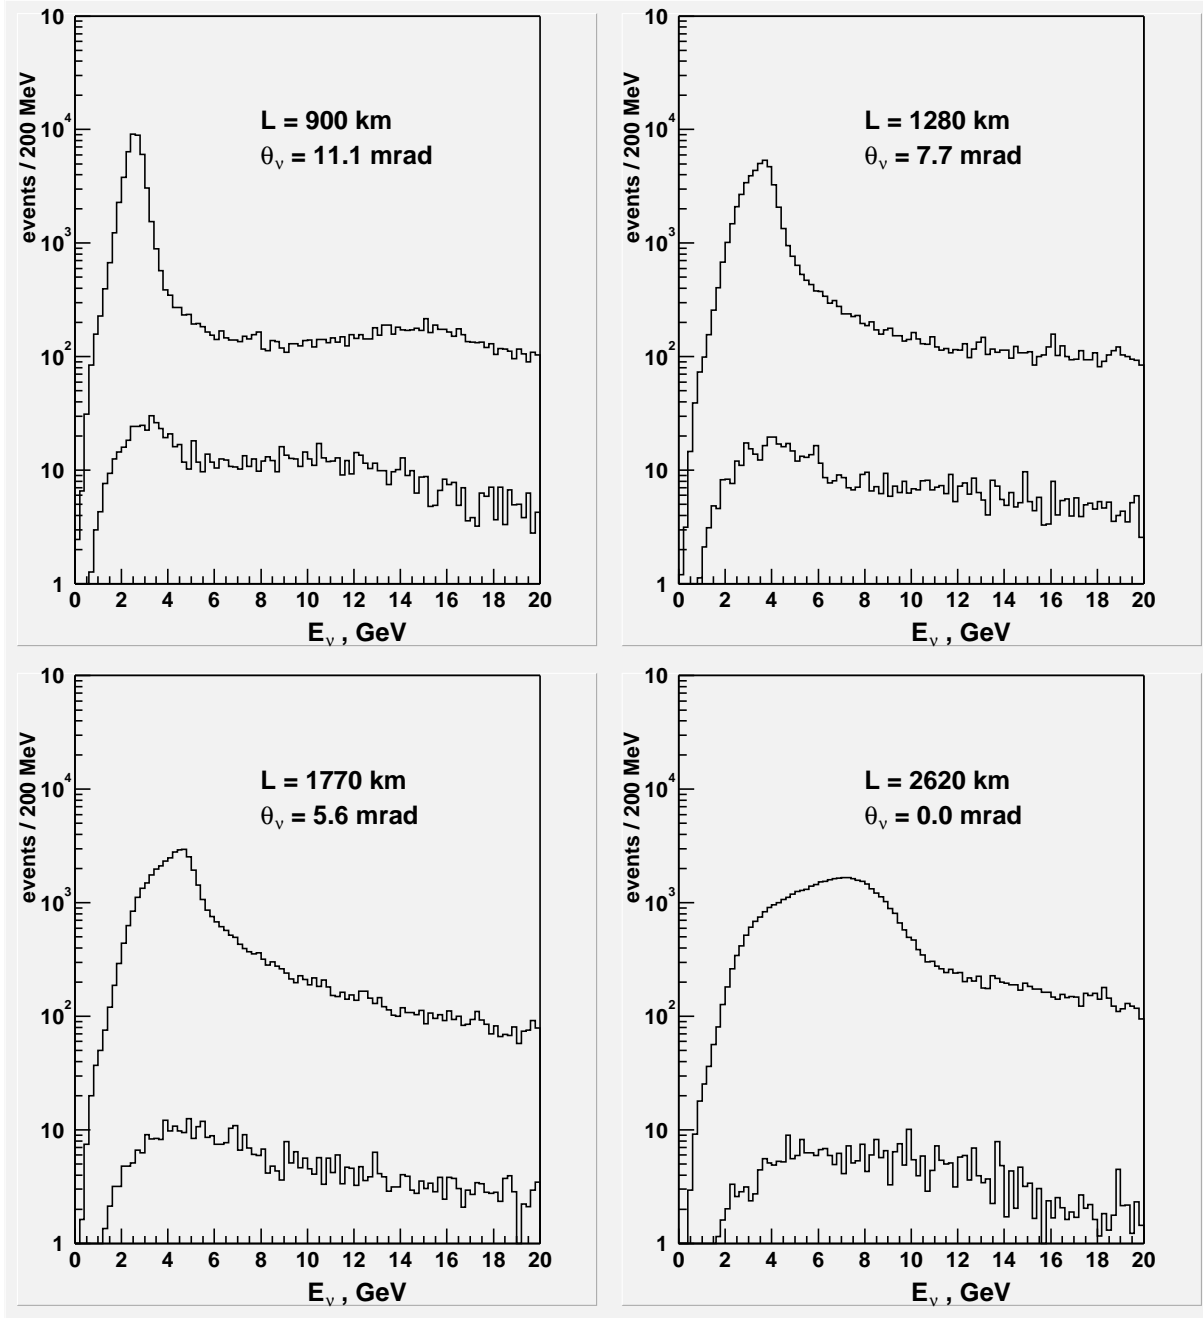 L = 900 km
θν = 11.1 mrad
events / 200 MeV
10
10⁴
10³
10²
10
1
0 2 4 6 8 10 12 14 16 18 20
Eν , GeV
L = 1280 km
θν = 7.7 mrad
events / 200 MeV
10
10⁴
10³
10²
10
1
0 2 4 6 8 10 12 14 16 18 20
Eν , GeV
L = 1770 km
θν = 5.6 mrad
events / 200 MeV
10
10⁴
10³
10²
10
1
0 2 4 6 8 10 12 14 16 18 20
Eν , GeV
L = 2620 km
θν = 0.0 mrad
events / 200 MeV
10
10⁴
10³
10²
10
1
0 2 4 6 8 10 12 14 16 18 20
Eν , GeV